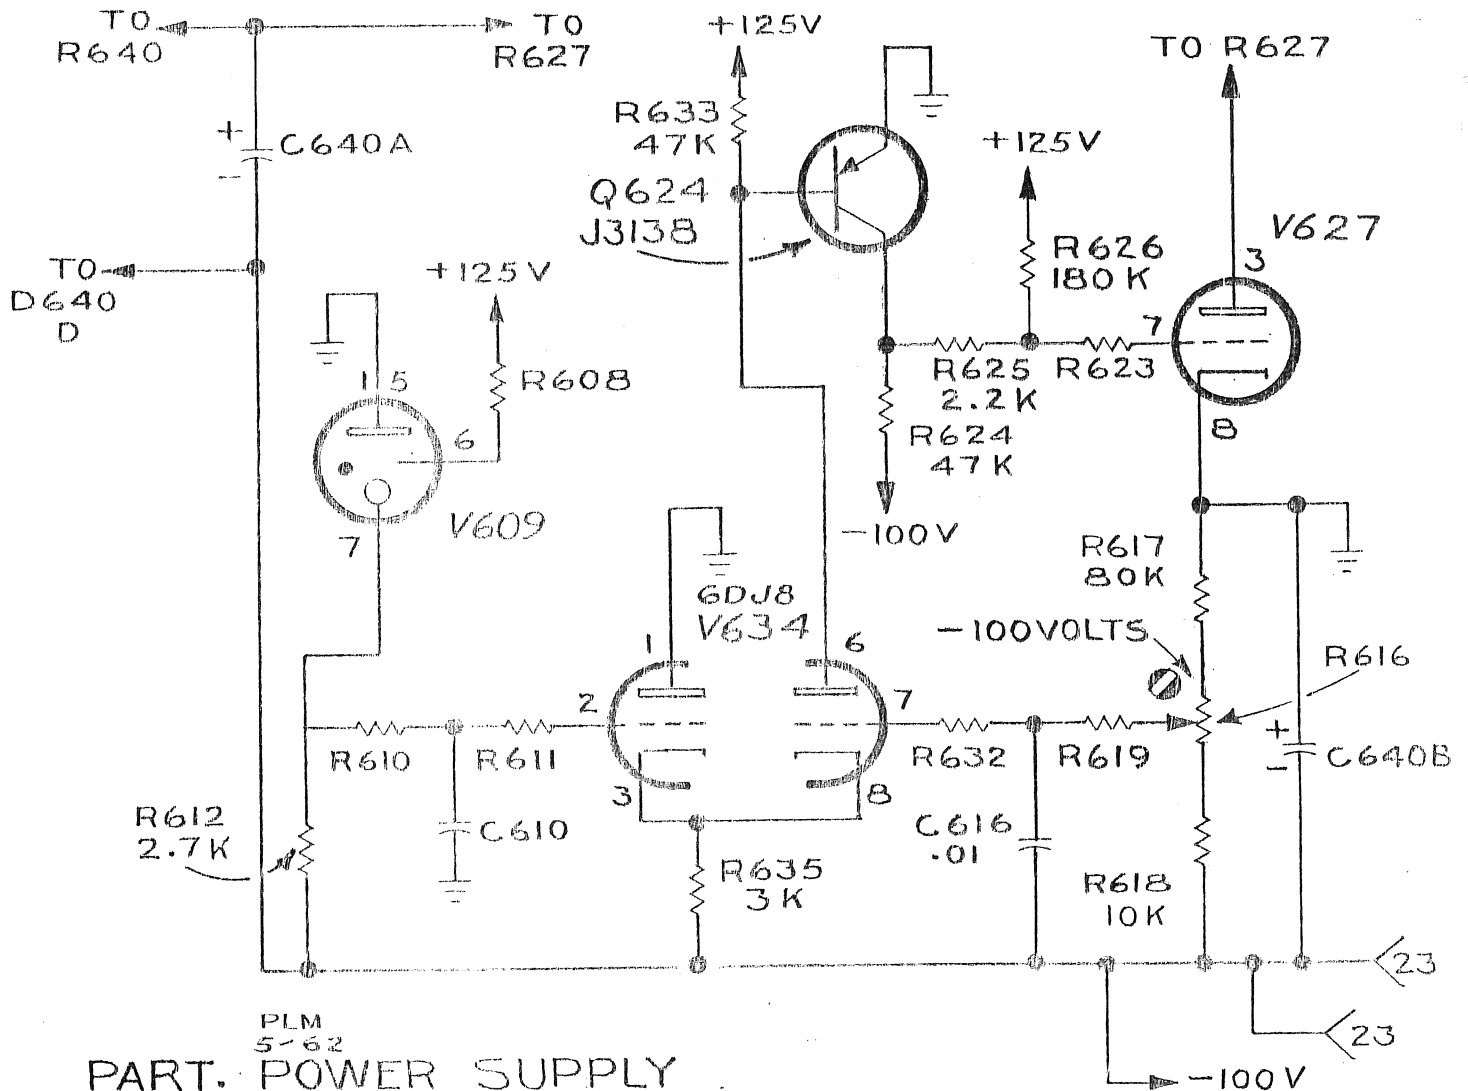 TO
R640
TO
R627
+125V
TO R627
R633
47K
+125V
+
C640A
-
Q624
J3138
V627
TO
D640
D
+125V
R626
180K
3
7
1 5
R608
R625
2.2K
R623
6
R624
47K
8
V609
7
-100V
R617
80K
6DJ8
V634
-100VOLTS
1
6
R616
2
7
R610
R611
R632
R619
+
-
C640B
3
8
R612
2.7K
C610
C616
.01
R635
3K
R618
10K
23
PLM
5-62
23
PART. POWER SUPPLY
-100V